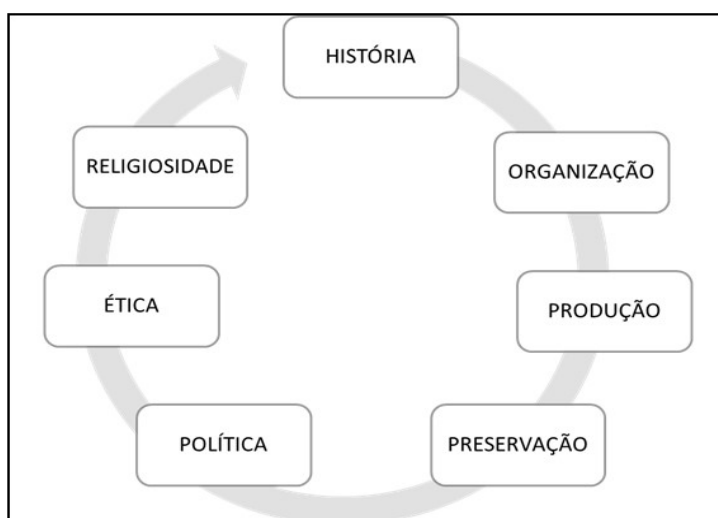 HISTÓRIA
ORGANIZAÇÃO
PRODUÇÃO
PRESERVAÇÃO
POLÍTICA
ÉTICA
RELIGIOSIDADE